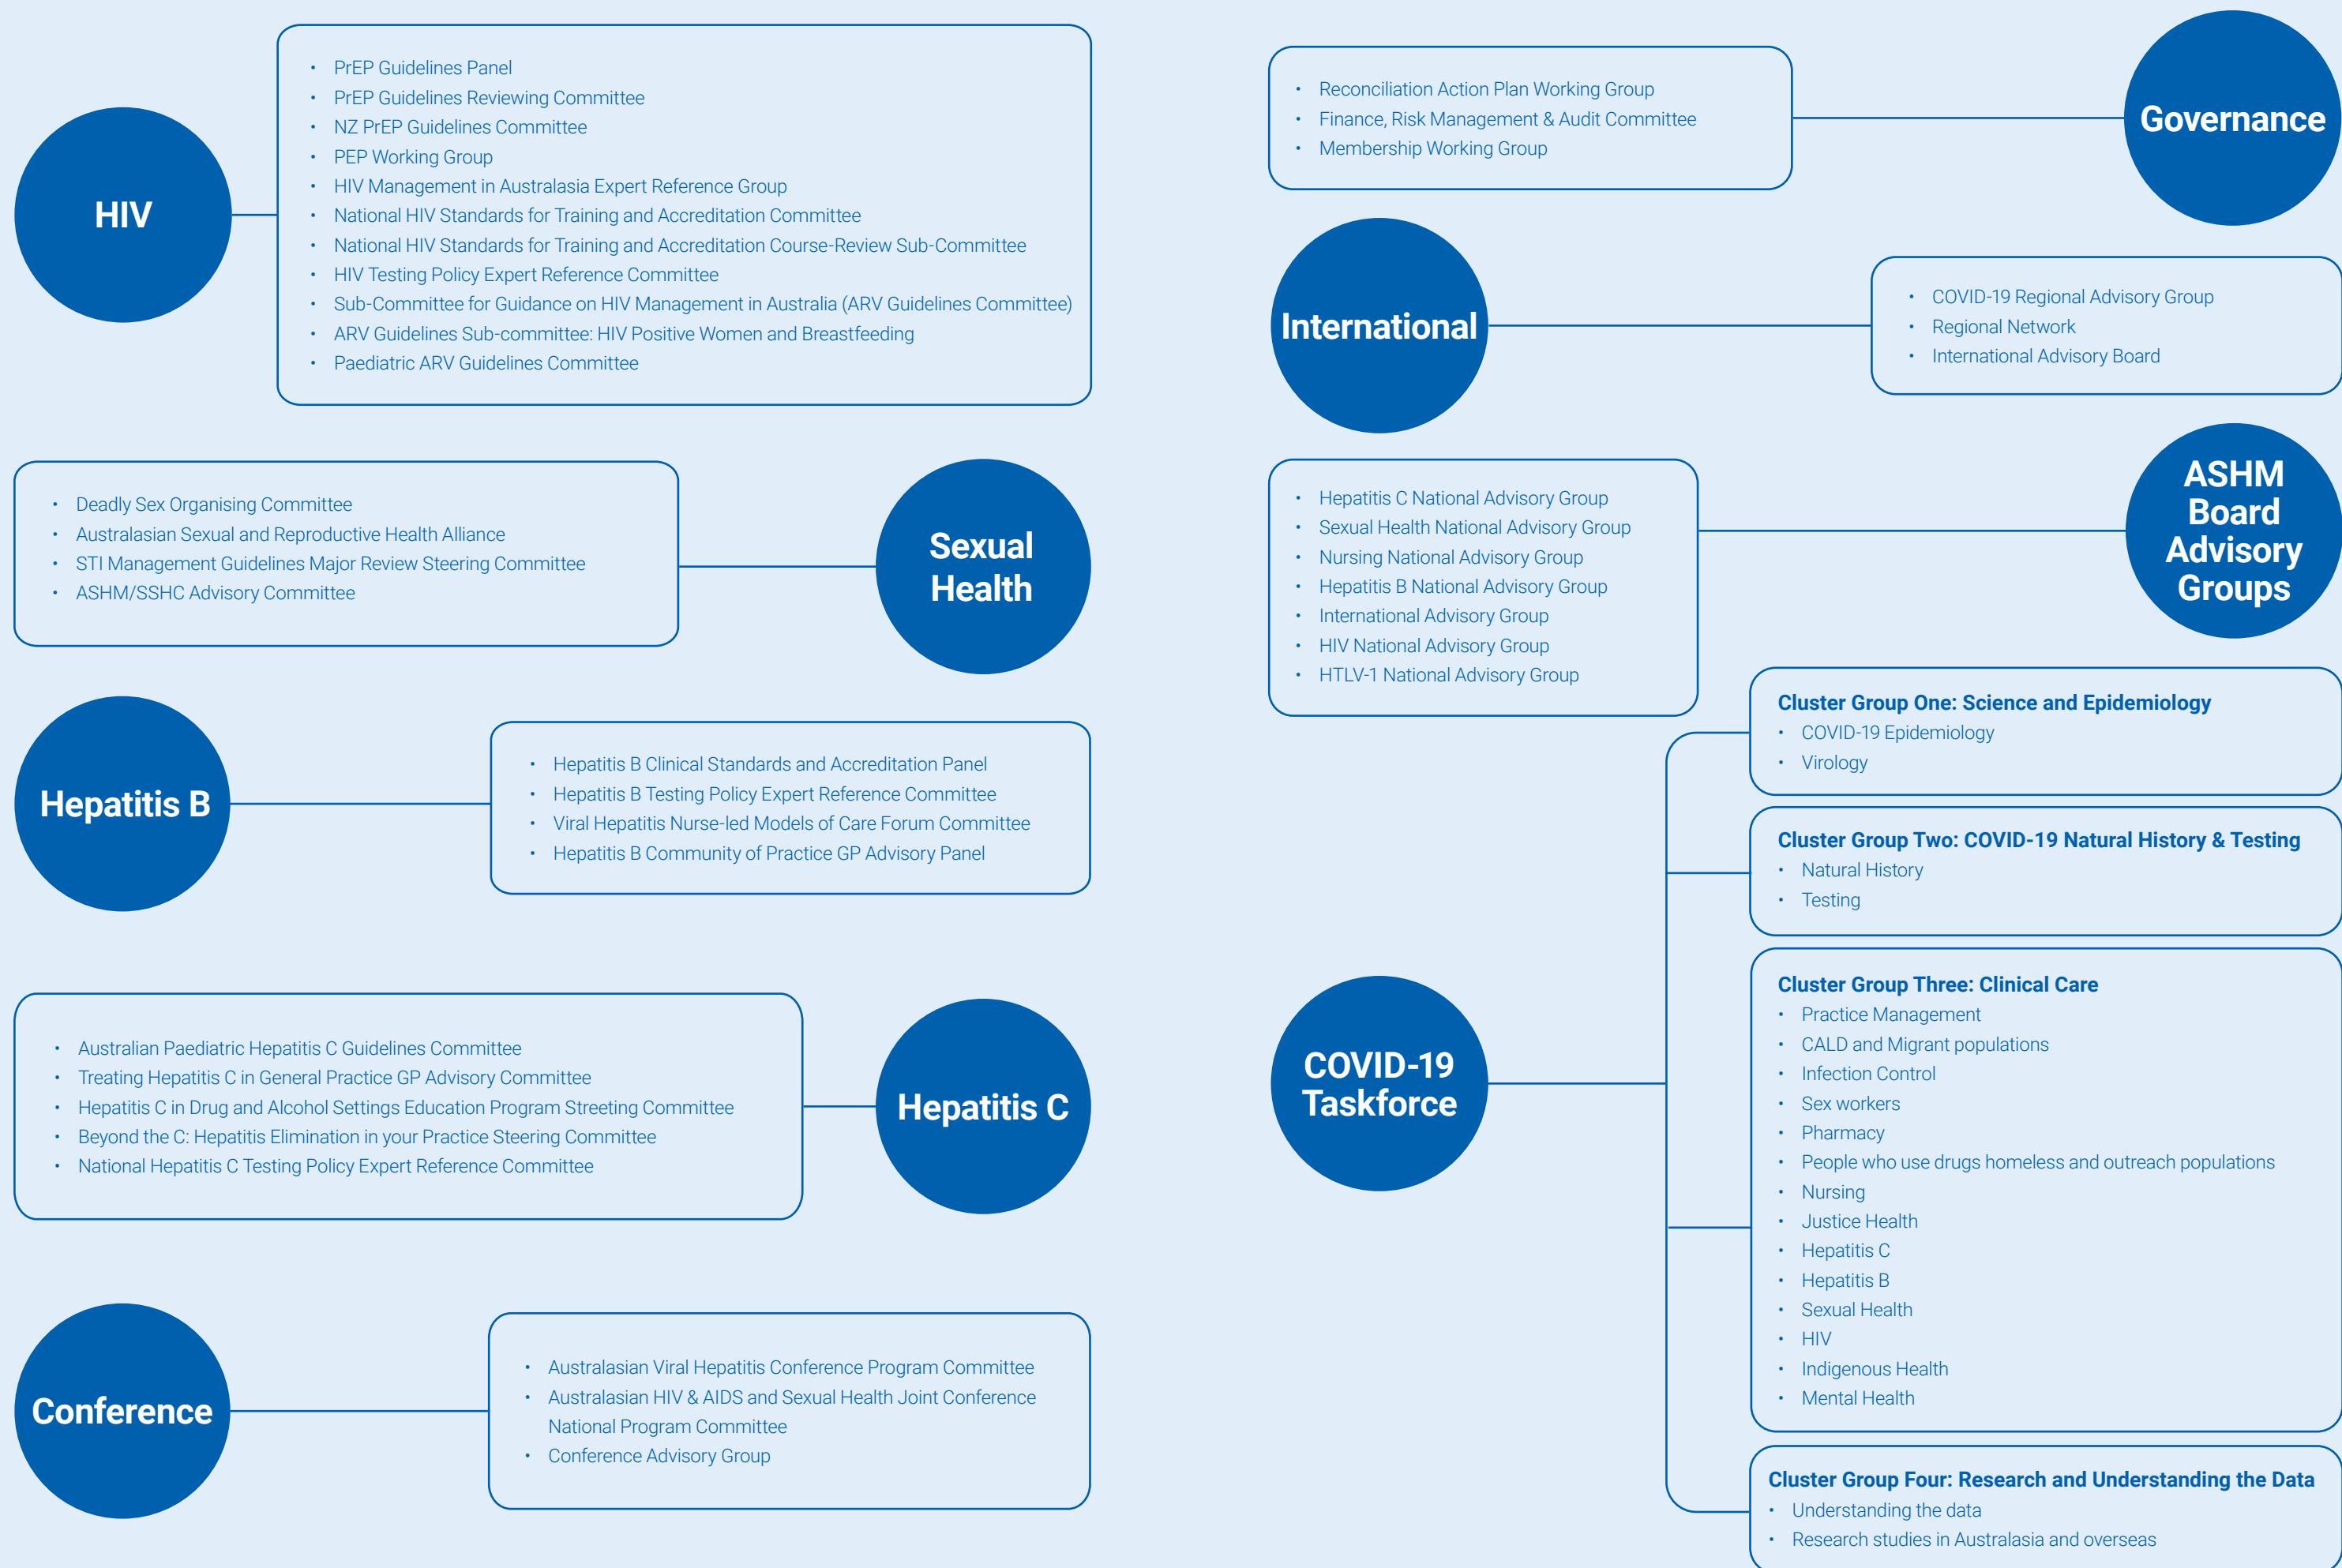 HIV
PrEP Guidelines Panel
PrEP Guidelines Reviewing Committee
NZ PrEP Guidelines Committee
PEP Working Group
HIV Management in Australasia Expert Reference Group
National HIV Standards for Training and Accreditation Committee
National HIV Standards for Training and Accreditation Course-Review Sub-Committee
HIV Testing Policy Expert Reference Committee
Sub-Committee for Guidance on HIV Management in Australia (ARV Guidelines Committee)
ARV Guidelines Sub-committee: HIV Positive Women and Breastfeeding
Paediatric ARV Guidelines Committee
Deadly Sex Organising Committee
Australasian Sexual and Reproductive Health Alliance
STI Management Guidelines Major Review Steering Committee
ASHM/SSHC Advisory Committee
Sexual
Health
Hepatitis B
Hepatitis B Clinical Standards and Accreditation Panel
Hepatitis B Testing Policy Expert Reference Committee
Viral Hepatitis Nurse-led Models of Care Forum Committee
Hepatitis B Community of Practice GP Advisory Panel
Australian Paediatric Hepatitis C Guidelines Committee
Treating Hepatitis C in General Practice GP Advisory Committee
Hepatitis C in Drug and Alcohol Settings Education Program Streeting Committee
Beyond the C: Hepatitis Elimination in your Practice Steering Committee
National Hepatitis C Testing Policy Expert Reference Committee
Hepatitis C
Conference
Australasian Viral Hepatitis Conference Program Committee
Australasian HIV & AIDS and Sexual Health Joint Conference
National Program Committee
Conference Advisory Group
Reconciliation Action Plan Working Group
Finance, Risk Management & Audit Committee
Membership Working Group
Governance
International
COVID-19 Regional Advisory Group
Regional Network
International Advisory Board
Hepatitis C National Advisory Group
Sexual Health National Advisory Group
Nursing National Advisory Group
Hepatitis B National Advisory Group
International Advisory Group
HIV National Advisory Group
HTLV-1 National Advisory Group
ASHM
Board
Advisory
Groups
COVID-19
Taskforce
Cluster Group One: Science and Epidemiology
COVID-19 Epidemiology
Virology
Cluster Group Two: COVID-19 Natural History & Testing
Natural History
Testing
Cluster Group Three: Clinical Care
Practice Management
CALD and Migrant populations
Infection Control
Sex workers
Pharmacy
People who use drugs homeless and outreach populations
Nursing
Justice Health
Hepatitis C
Hepatitis B
Sexual Health
HIV
Indigenous Health
Mental Health
Cluster Group Four: Research and Understanding the Data
Understanding the data
Research studies in Australasia and overseas